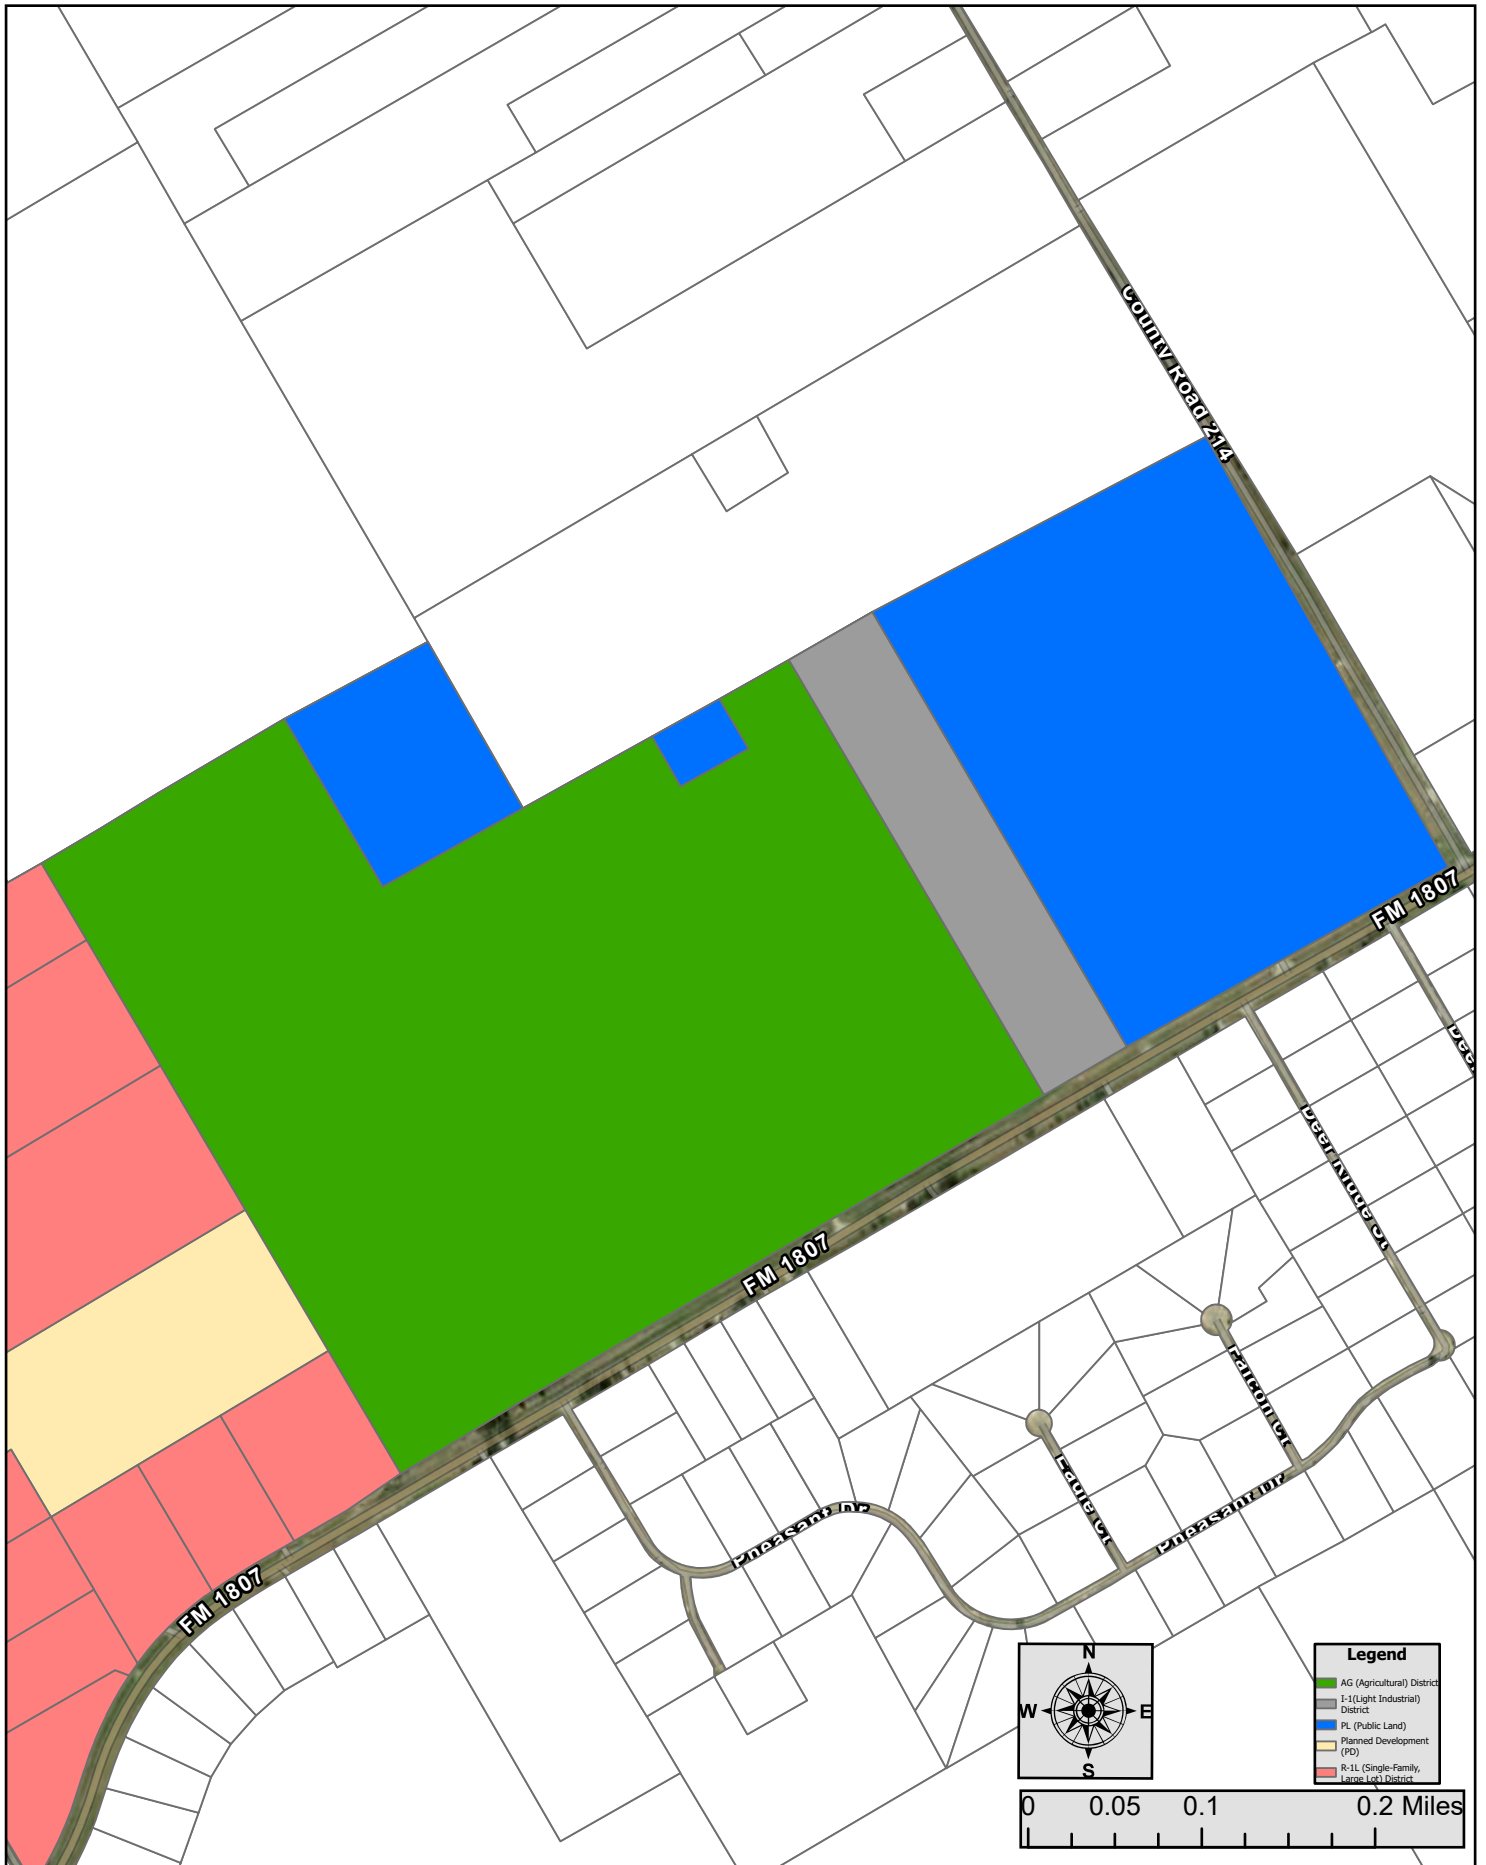 County Road 214
FM 1807
Deer Ridge St
FM 1807
Falcon Ct
Eagle Ct
Pheasant Dr
Pheasant Dr
FM 1807
N
W
E
S
Legend
AG (Agricultural) District
I-1(Light Industrial)
District
PL (Public Land)
Planned Development
(PD)
R-1L (Single-Family,
Large Lot) District
0 0.05 0.1 0.2 Miles